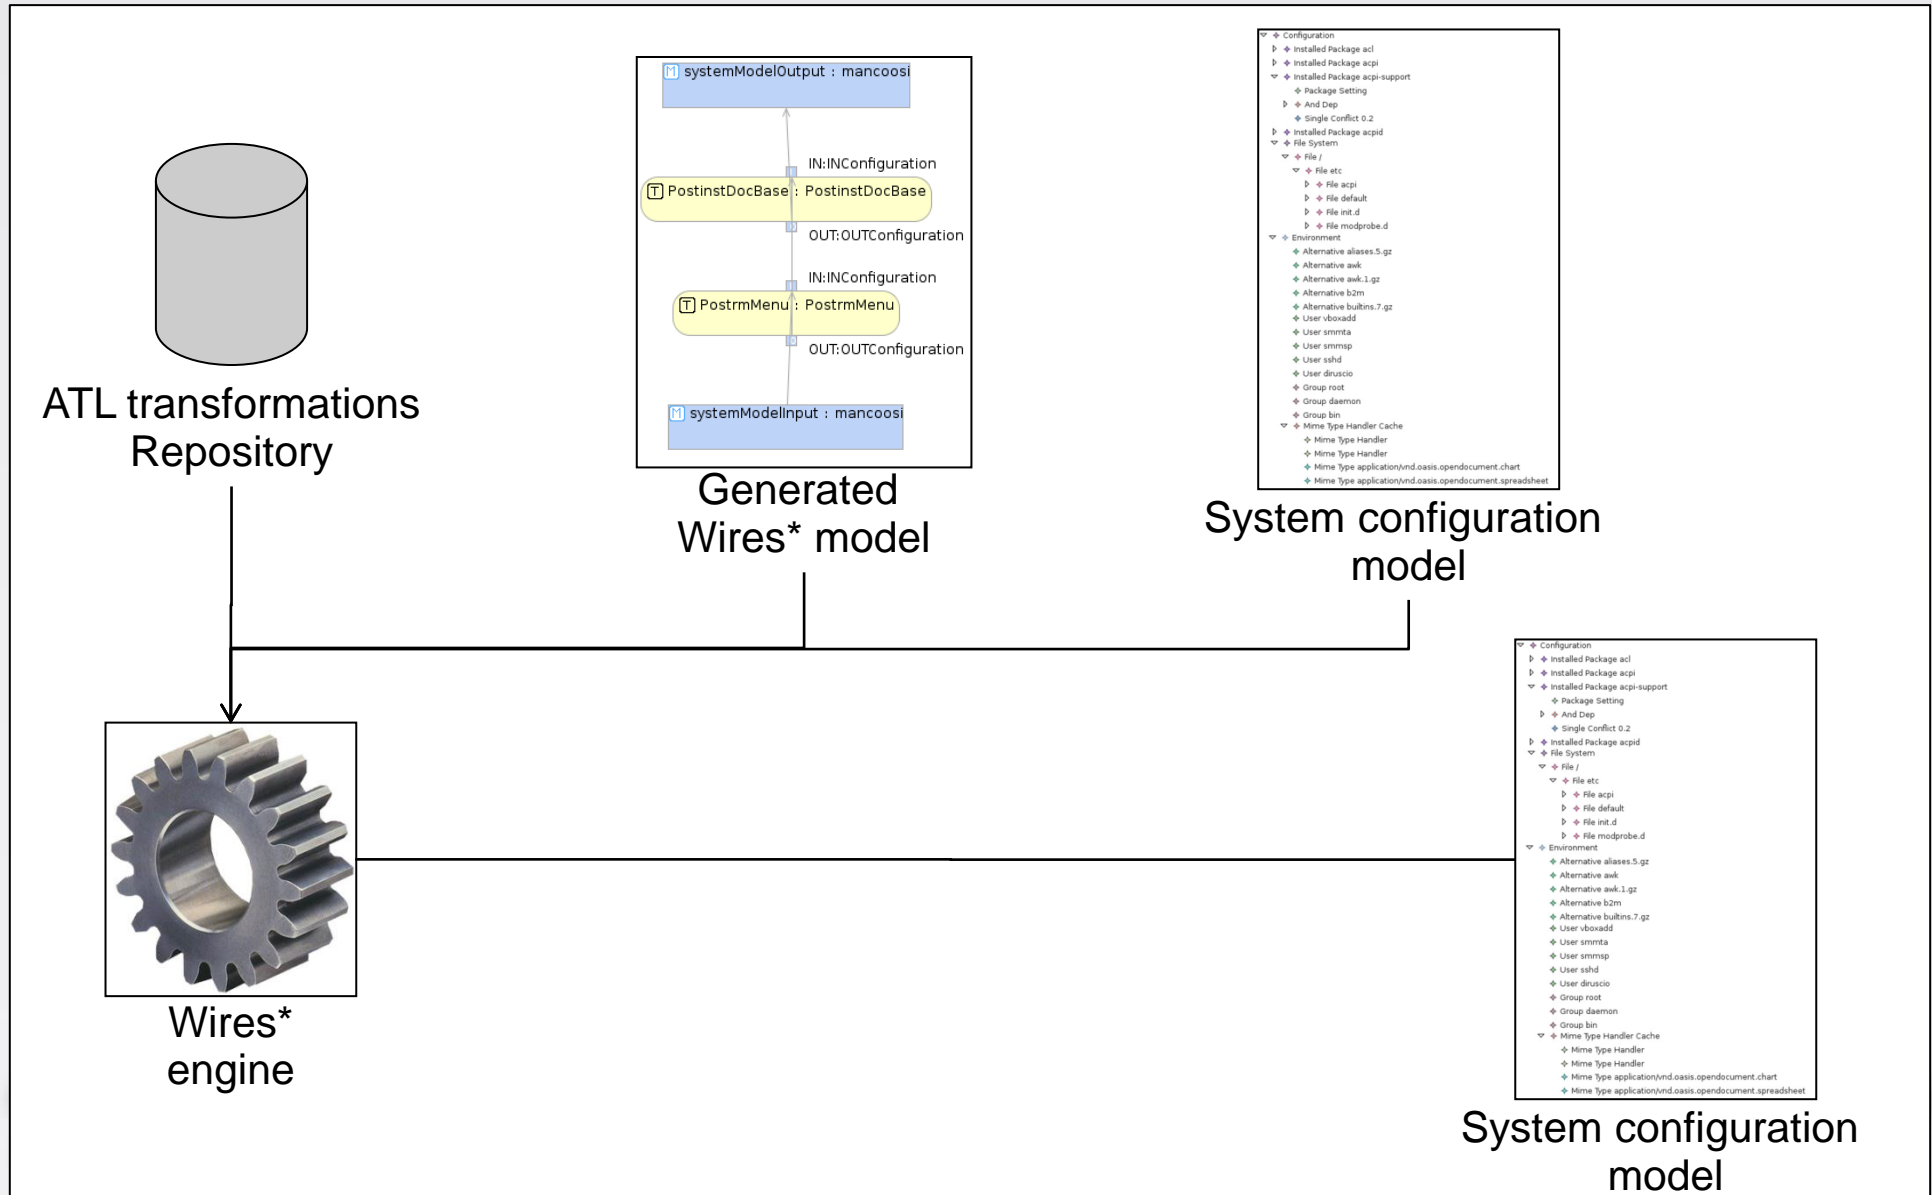 ATL transformations
Repository
M systemModelOutput : mancoosi
IN:INConfiguration
T PostinstDocBase : PostinstDocBase
OUT:OUTConfiguration
IN:INConfiguration
T PostrmMenu : PostrmMenu
OUT:OUTConfiguration
M systemModelInput : mancoosi
Generated
Wires* model
Configuration
Installed Package acl
Installed Package acpi
Installed Package acpi-support
Package Setting
And Dep
Single Conflict 0.2
Installed Package acpid
File System
File /
File etc
File acpi
File default
File init.d
File modprobe.d
Environment
Alternative aliases.5.gz
Alternative awk
Alternative awk.1.gz
Alternative b2m
Alternative builtins.7.gz
User vboxadd
User smmta
User smmsp
User sshd
User diruscio
Group root
Group daemon
Group bin
Mime Type Handler Cache
Mime Type Handler
Mime Type Handler
Mime Type application/vnd.oasis.opendocument.chart
Mime Type application/vnd.oasis.opendocument.spreadsheet
System configuration
model
Wires*
engine
Configuration
Installed Package acl
Installed Package acpi
Installed Package acpi-support
Package Setting
And Dep
Single Conflict 0.2
Installed Package acpid
File System
File /
File etc
File acpi
File default
File init.d
File modprobe.d
Environment
Alternative aliases.5.gz
Alternative awk
Alternative awk.1.gz
Alternative b2m
Alternative builtins.7.gz
User vboxadd
User smmta
User smmsp
User sshd
User diruscio
Group root
Group daemon
Group bin
Mime Type Handler Cache
Mime Type Handler
Mime Type Handler
Mime Type application/vnd.oasis.opendocument.chart
Mime Type application/vnd.oasis.opendocument.spreadsheet
System configuration
model